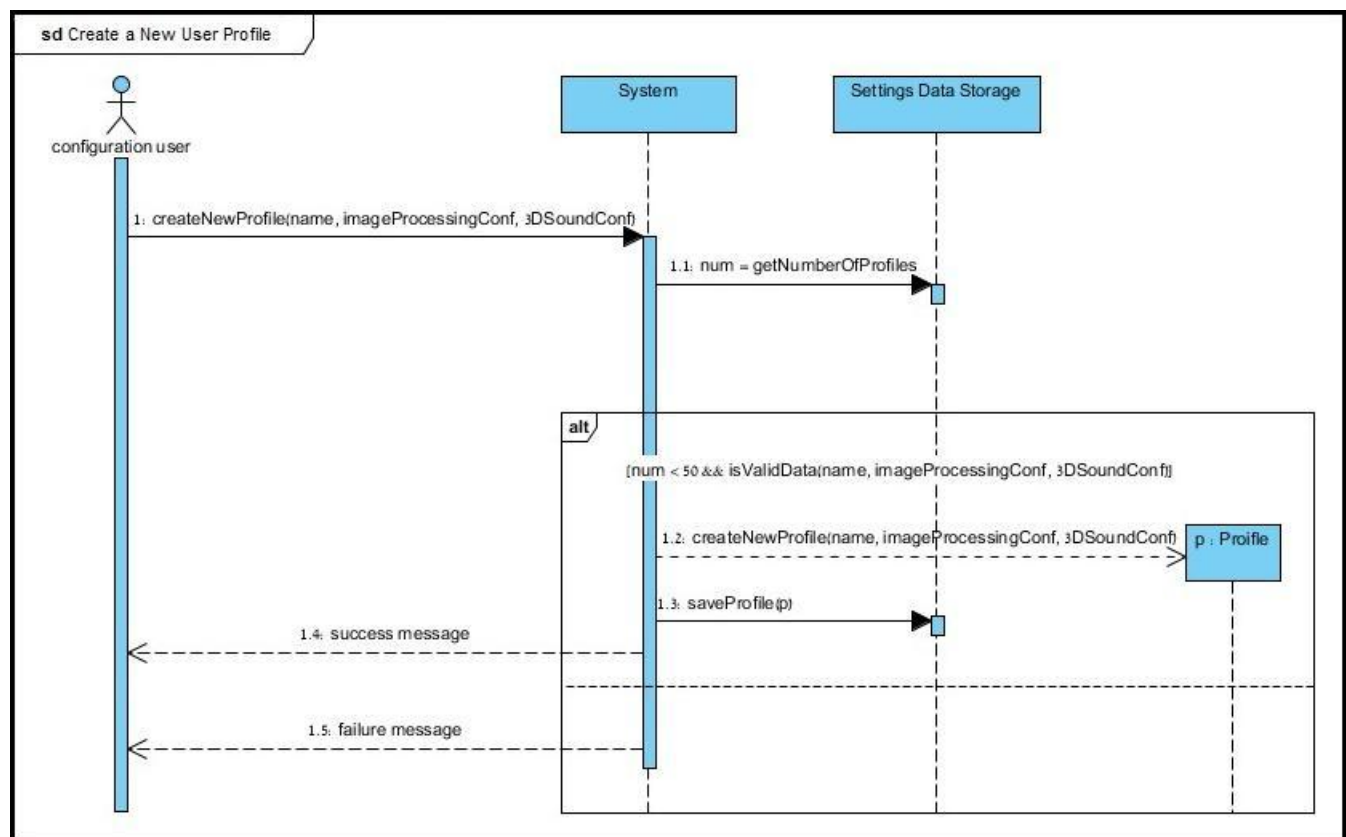 sd Create a New User Profile
configuration user
System
Settings Data Storage
1: createNewProfile(name, imageProcessingConf, 3DSoundConf)
1.1: num = getNumberOfProfiles
alt
[num < 50 && isValidData(name, imageProcessingConf, 3DSoundConf)]
1.2: createNewProfile(name, imageProcessingConf, 3DSoundConf)
p : Proifle
1.3: saveProfile(p)
1.4: success message
1.5: failure message